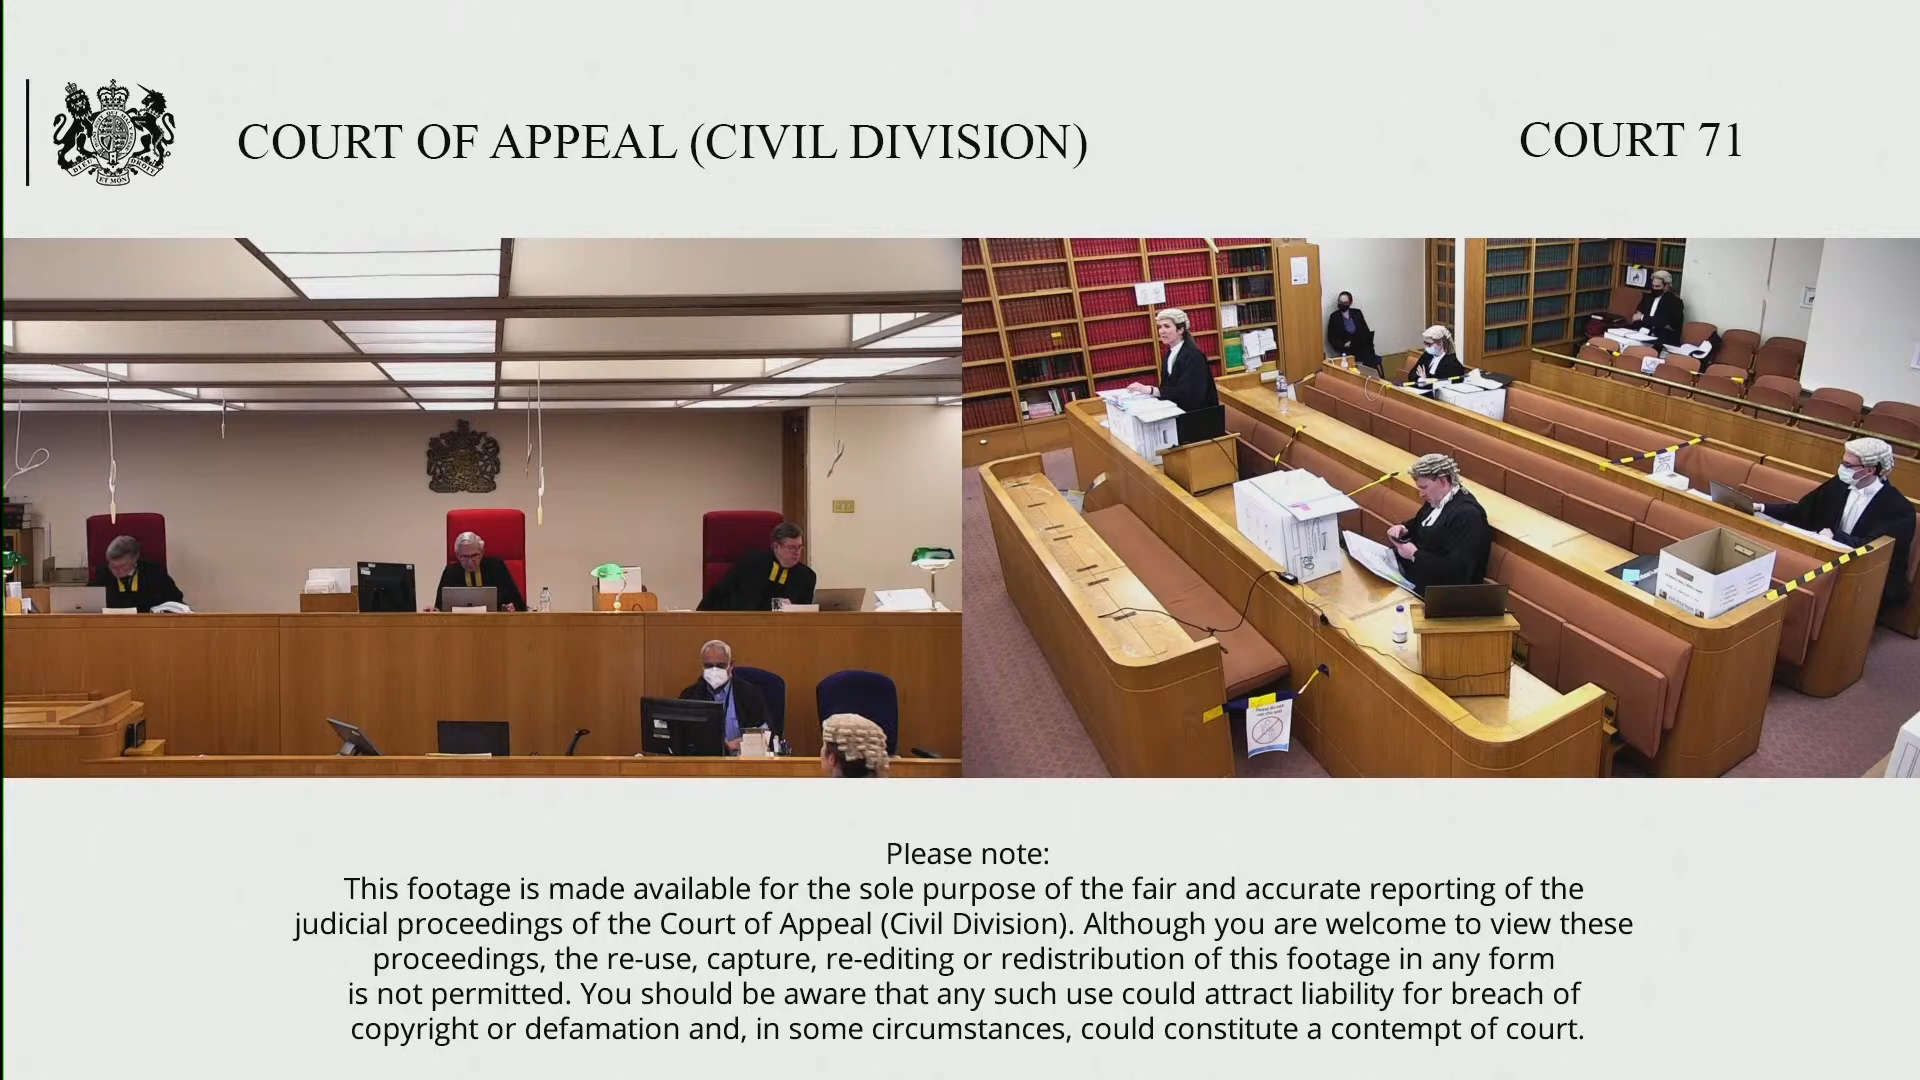 COURT OF APPEAL (CIVIL DIVISION)
COURT 71
DIEU
ET MON
DROIT
Please note:
This footage is made available for the sole purpose of the fair and accurate reporting of the
judicial proceedings of the Court of Appeal (Civil Division). Although you are welcome to view these
proceedings, the re-use, capture, re-editing or redistribution of this footage in any form
is not permitted. You should be aware that any such use could attract liability for breach of
copyright or defamation and, in some circumstances, could constitute a contempt of court.